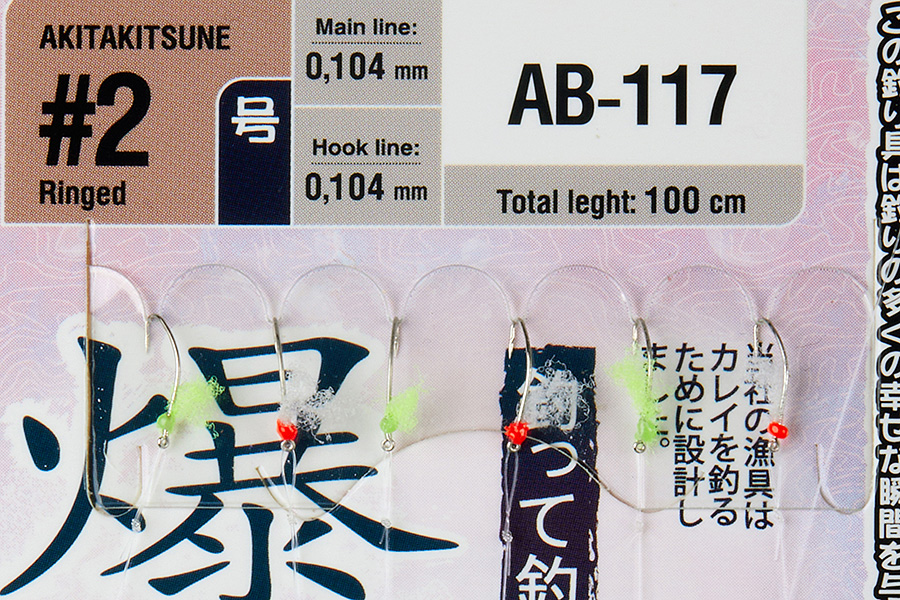 AKITAKITSUNE
#2
Ringed
号
Main line:
0,104 mm
Hook line:
0,104 mm
AB-117
Total leght: 100 cm
爆
って釣
当社の漁具は
カレイを釣る
ために設計し
ました。
この釣り具は釣りの多くの幸せな瞬間を